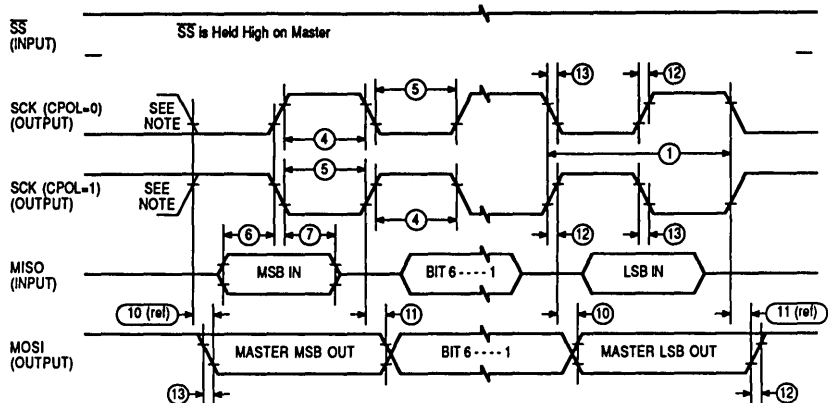 SS
(INPUT)
SS is Held High on Master
13
12
5
SCK (CPOL=0)
(OUTPUT)
SEE
NOTE
4
1
5
SCK (CPOL=1)
(OUTPUT)
SEE
NOTE
4
12
13
6
7
MISO
(INPUT)
MSB IN
BIT 6 - - - - 1
LSB IN
10 (ref)
11
10
11 (ref)
MOSI
(OUTPUT)
MASTER MSB OUT
BIT 6 - - - - 1
MASTER LSB OUT
13
12